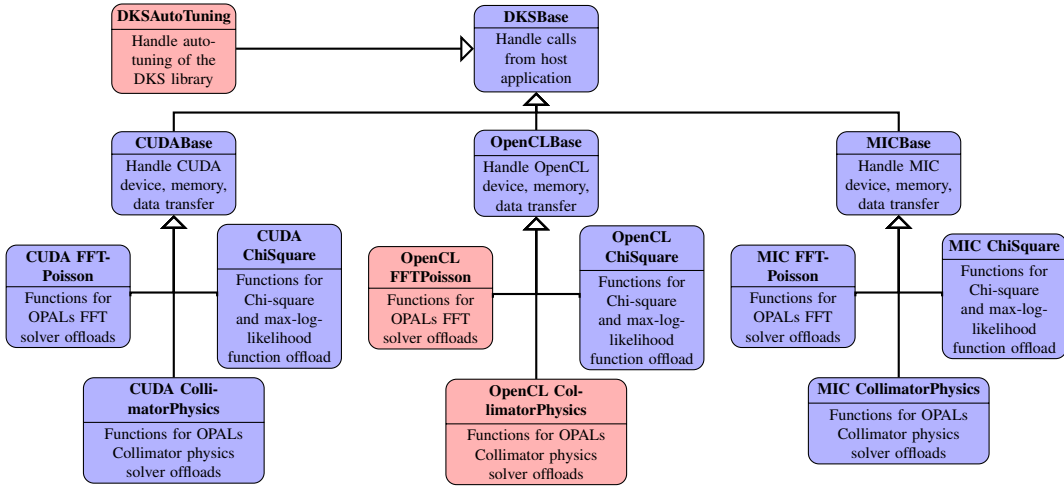 DKSAutoTuning
Handle auto-
tuning of the
DKS library
DKSBase
Handle calls
from host
application
CUDABase
Handle CUDA
device, memory,
data transfer
OpenCLBase
Handle OpenCL
device, memory,
data transfer
MICBase
Handle MIC
device, memory,
data transfer
CUDA FFT-
Poisson
Functions for
OPALs FFT
solver offloads
CUDA
ChiSquare
Functions for
Chi-square
and max-log-
likelihood
function offload
OpenCL
FFTPoisson
Functions for
OPALs FFT
solver offloads
OpenCL
ChiSquare
Functions for
Chi-square
and max-log-
likelihood
function offload
MIC FFT-
Poisson
Functions for
OPALs FFT
solver offloads
MIC ChiSquare
Functions for
Chi-square
and max-log-
likelihood
function offload
CUDA Colli-
matorPhysics
Functions for OPALs
Collimator physics
solver offloads
OpenCL Col-
limatorPhysics
Functions for OPALs
Collimator physics
solver offloads
MIC CollimatorPhysics
Functions for OPALs
Collimator physics
solver offloads